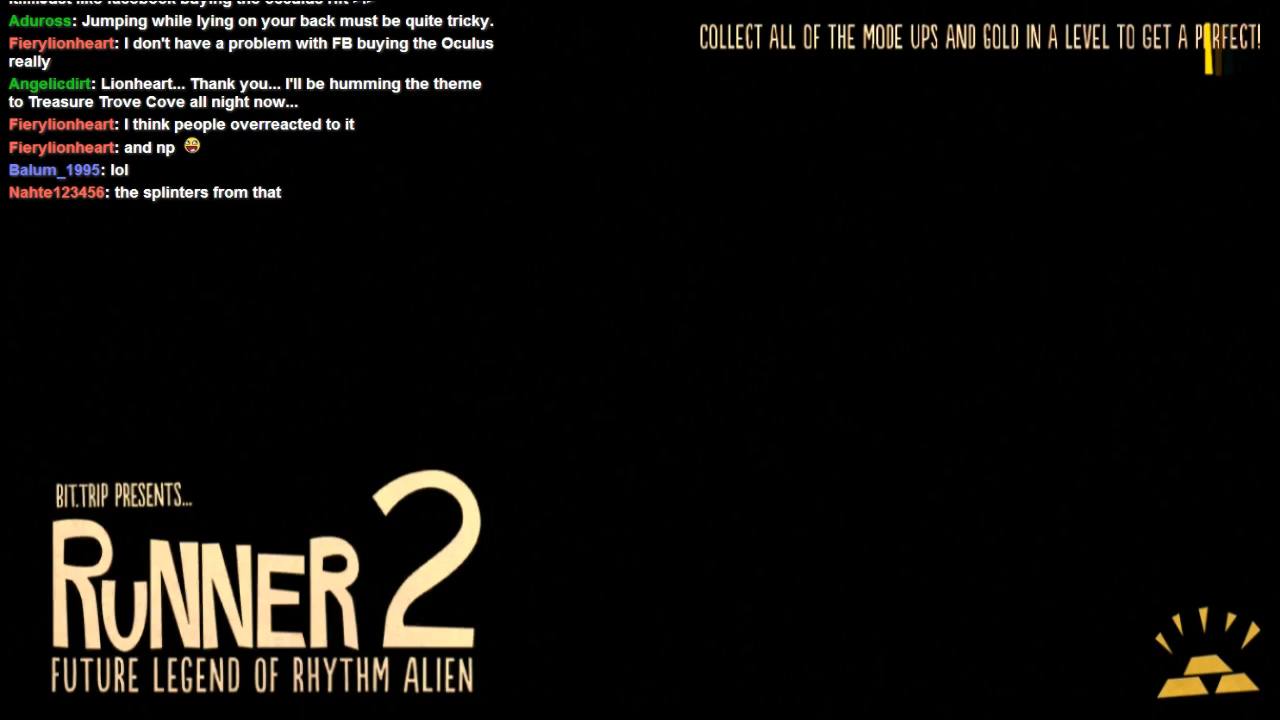 Adurosss: Jumping while lying on your back must be quite tricky.
Fierylionheart: I don't have a problem with FB buying the Oculus
really
Angelicdirt: Lionheart... Thank you... I'll be humming the theme
to Treasure Trove Cove all night now...
Fierylionheart: I think people overreacted to it
Fierylionheart: and np
Balum_1995: lol
Nahte123456: the splinters from that
COLLECT ALL OF THE MODE UPS AND GOLD IN A LEVEL TO GET A PERFECT!
BIT.TRIP PRESENTS...
RUNNER 2
FUTURE LEGEND OF RHYTHM ALIEN